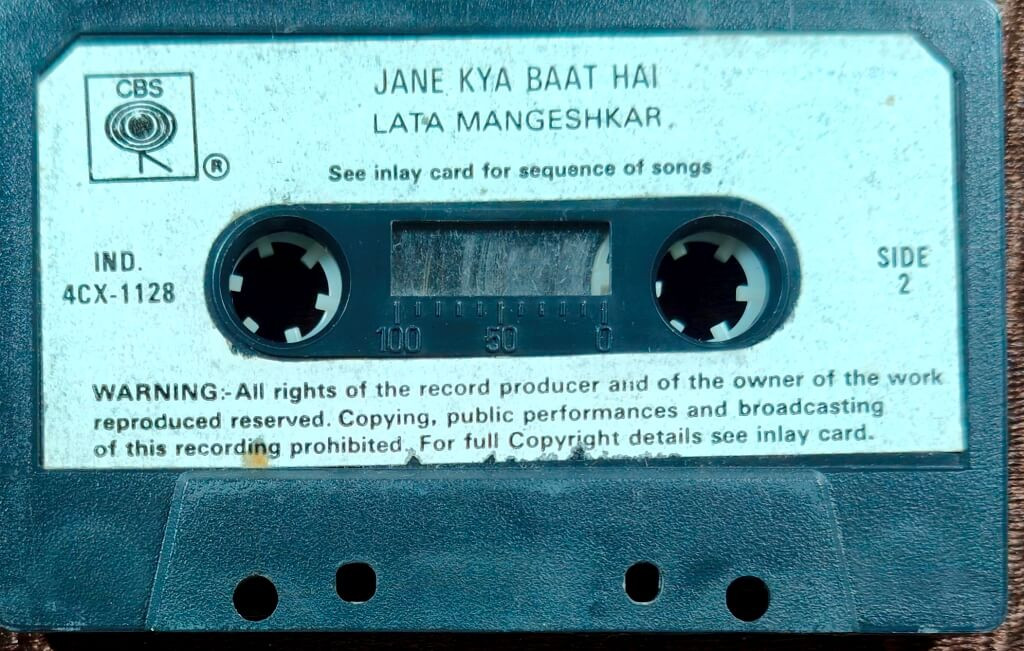 CBS
®
JANE KYA BAAT HAI
LATA MANGESHKAR
See inlay card for sequence of songs
IND.
4CX-1128
SIDE
2
100 50 0
WARNING:-All rights of the record producer and of the owner of the work
reproduced reserved. Copying, public performances and broadcasting
of this recording prohibited. For full Copyright details see inlay card.